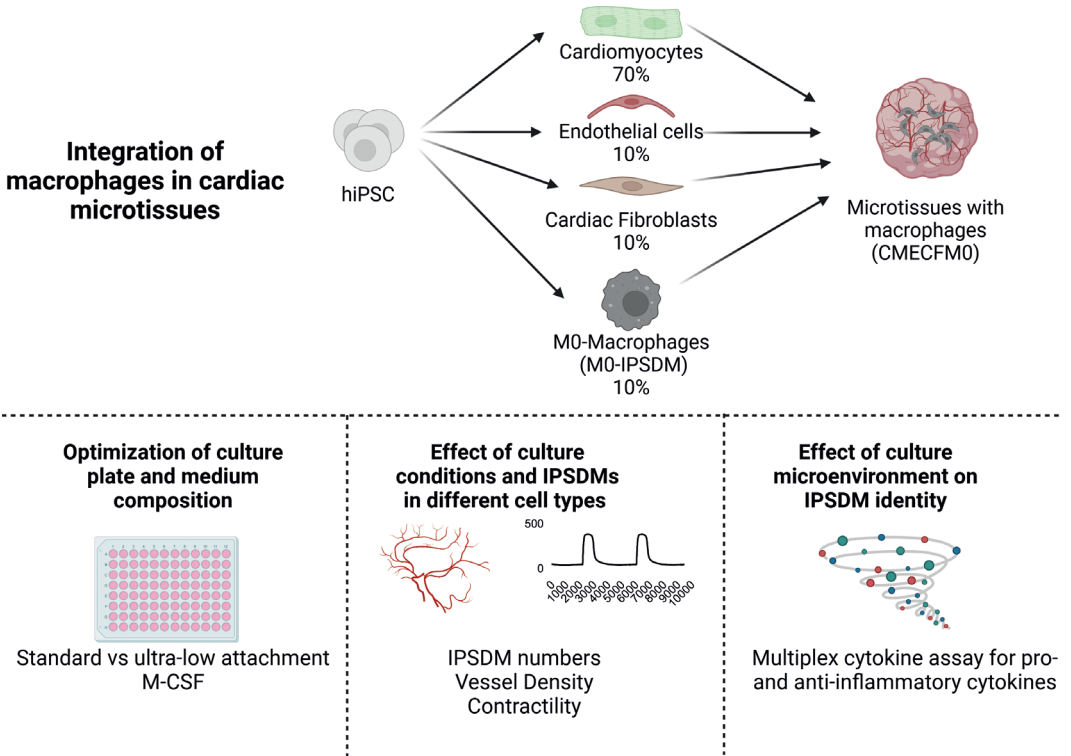 Integration of
macrophages in cardiac
microtissues
hiPSC
Cardiomyocytes
70%
Endothelial cells
10%
Cardiac Fibroblasts
10%
M0-Macrophages
(M0-IPSDM)
10%
Microtissues with
macrophages
(CMECFM0)
Optimization of culture
plate and medium
composition
Standard vs ultra-low attachment
M-CSF
Effect of culture
conditions and IPSDMs
in different cell types
500
0
0
1000
2000
3000
4000
5000
6000
7000
8000
9000
10000
IPSDM numbers
Vessel Density
Contractility
Effect of culture
microenvironment on
IPSDM identity
Multiplex cytokine assay for pro-
and anti-inflammatory cytokines